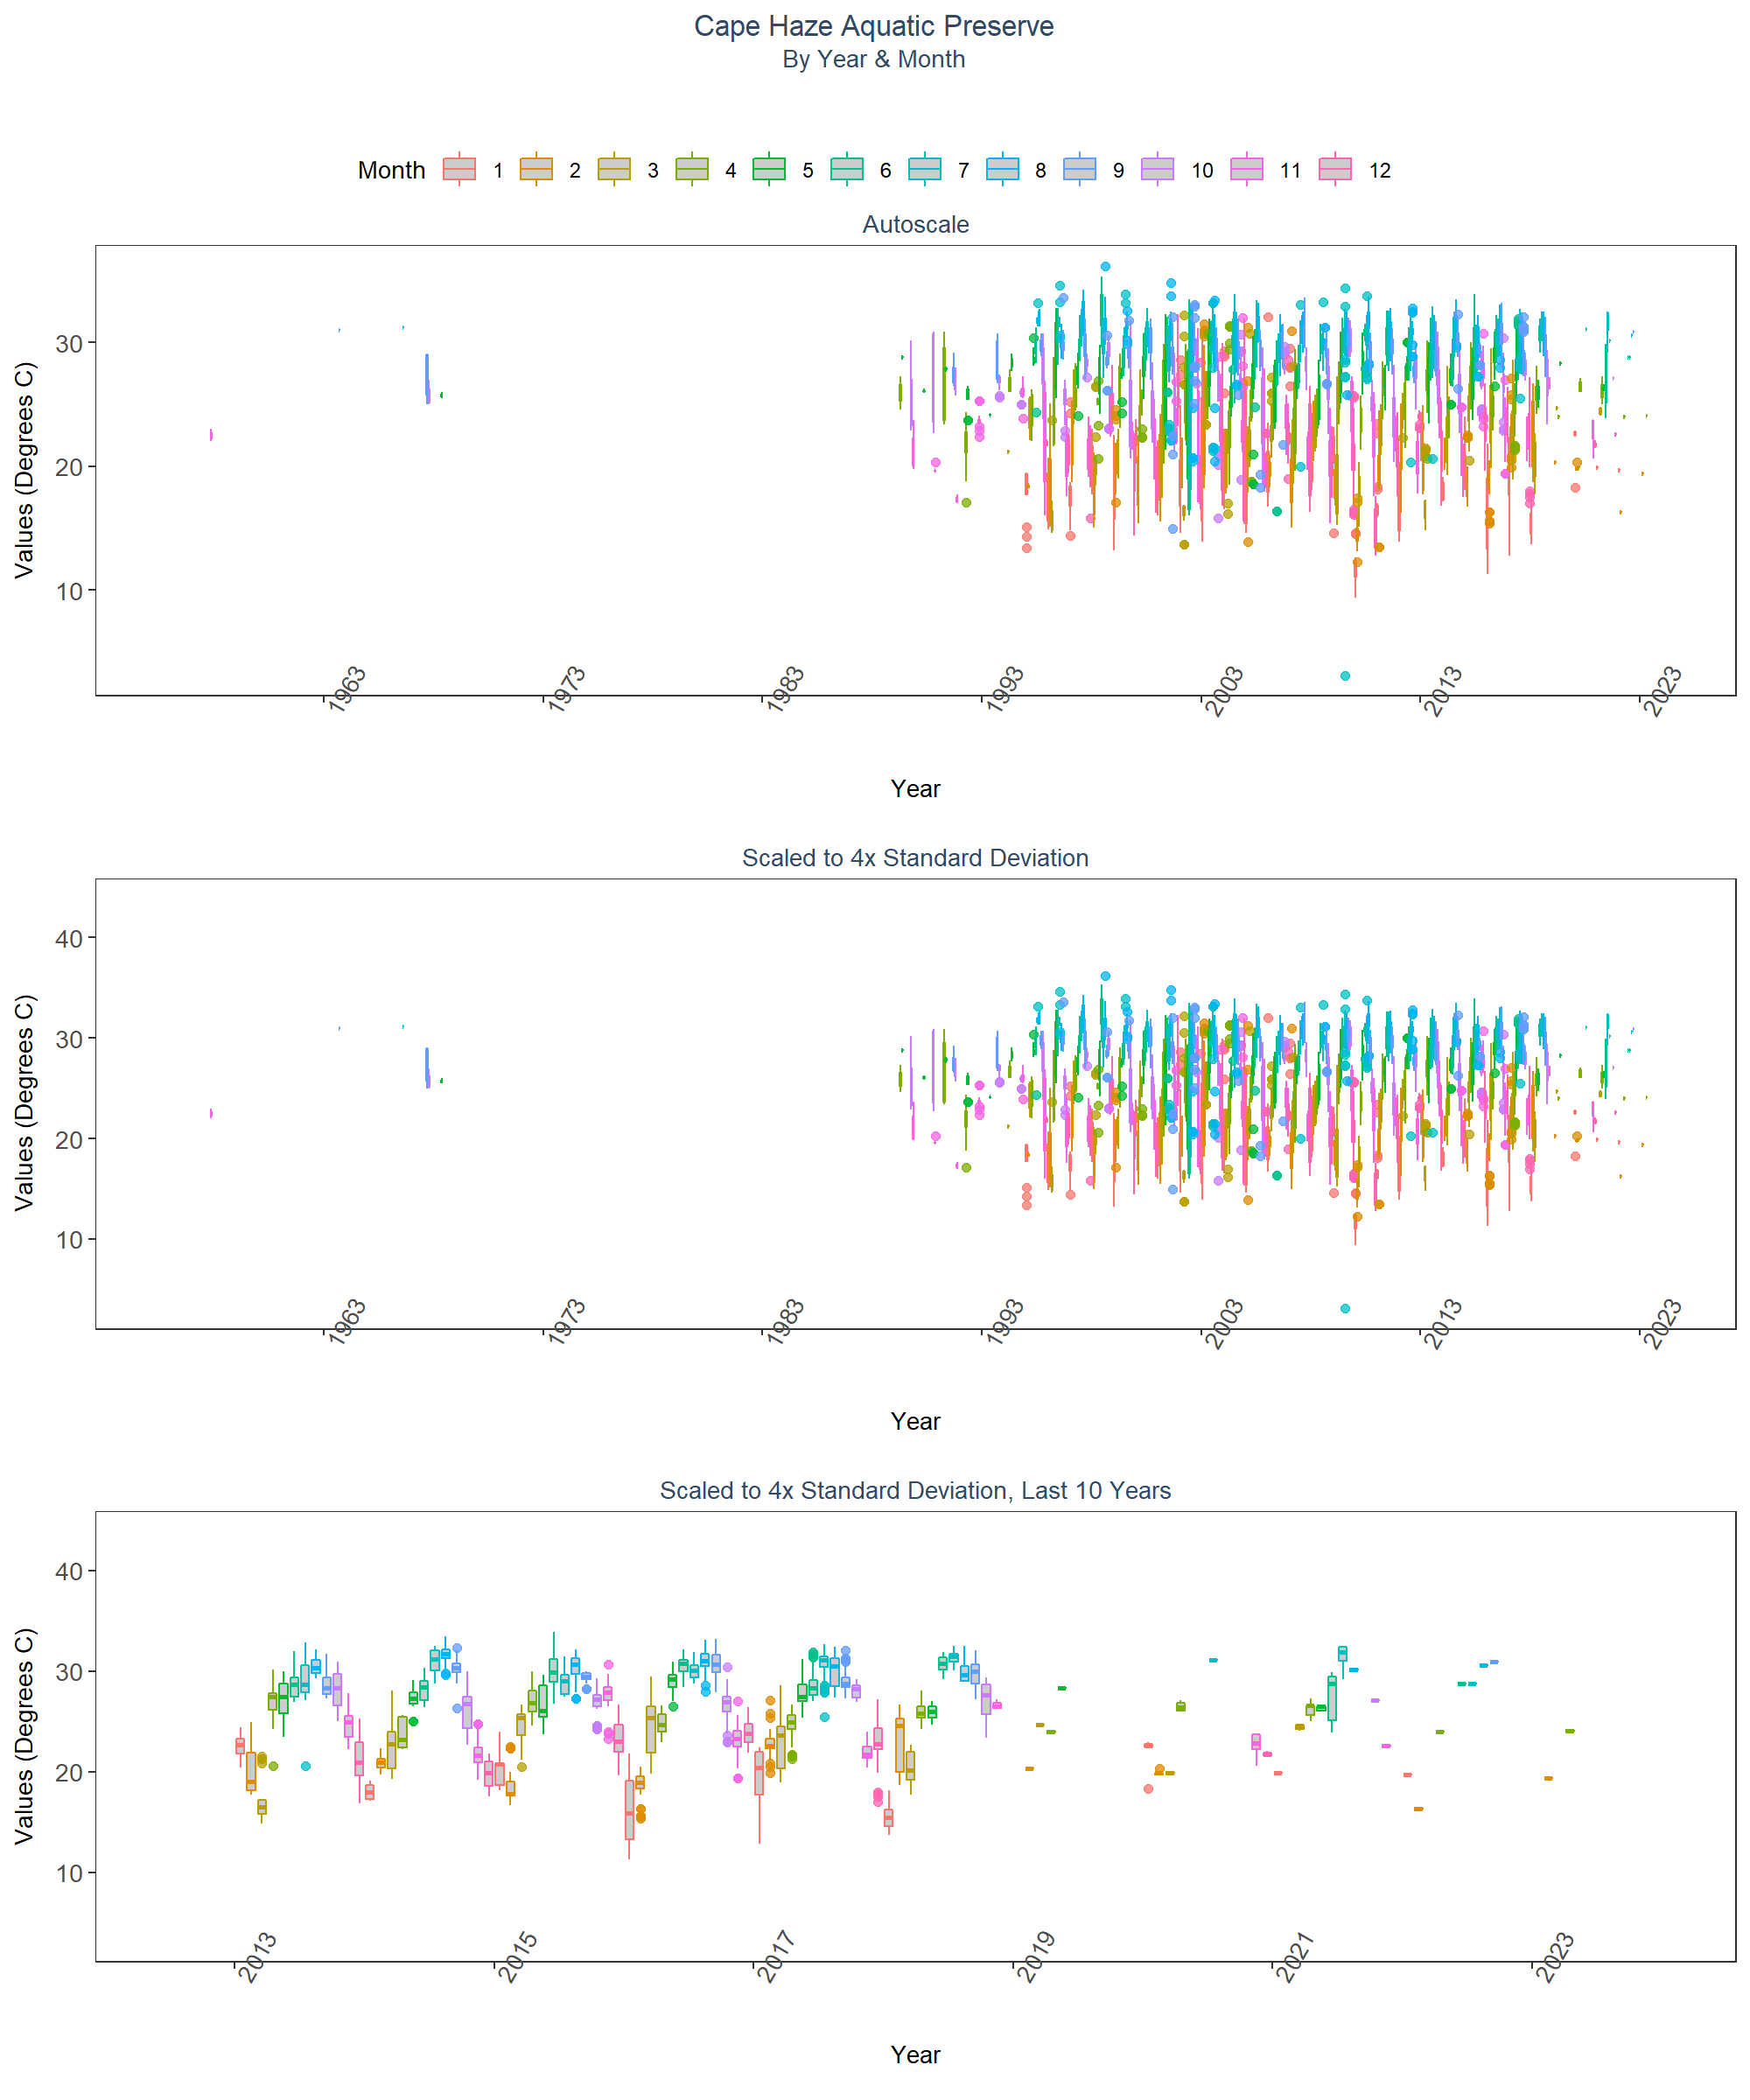 Cape Haze Aquatic Preserve
By Year & Month
Month 1 2 3 4 5 6 7 8 9 10 11 12
Autoscale
Values (Degrees C)
30
20
10
1963 1973 1983 1993 2003 2013 2023
Year
Scaled to 4x Standard Deviation
Values (Degrees C)
40
30
20
10
1963 1973 1983 1993 2003 2013 2023
Year
Scaled to 4x Standard Deviation, Last 10 Years
Values (Degrees C)
40
30
20
10
2013 2015 2017 2019 2021 2023
Year